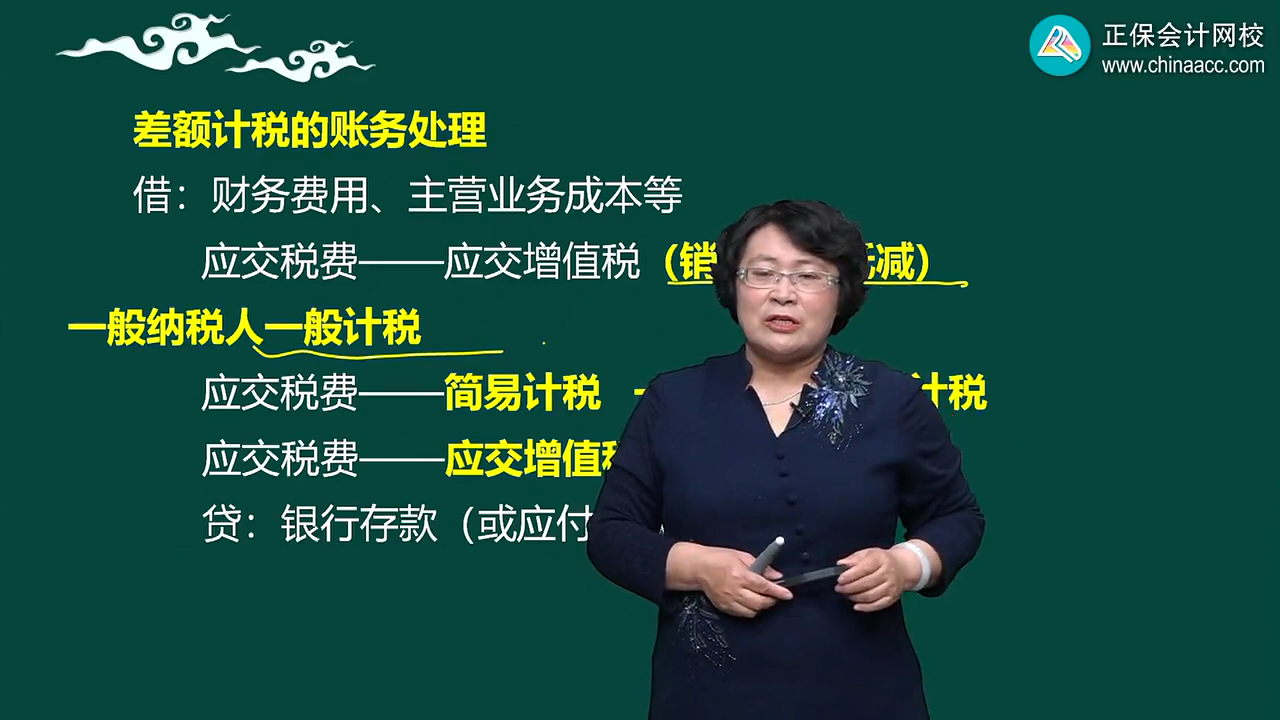 正保会计网校
www.chinaacc.com
差额计税的账务处理
借：财务费用、主营业务成本等
应交税费——应交增值税（销 减）
一般纳税人一般计税
应交税费——简易计税 计税
应交税费——应交增值税
贷：银行存款（或应付